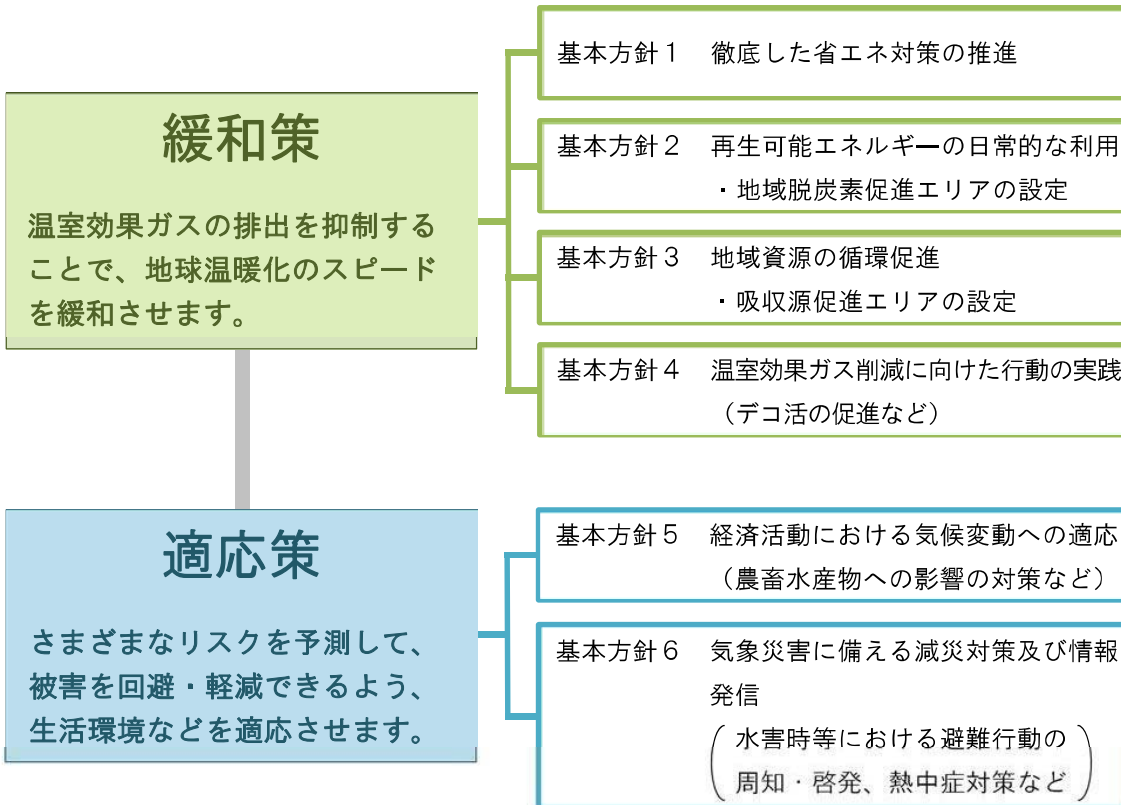 緩和策
温室効果ガスの排出を抑制する
ことで、地球温暖化のスピード
を緩和させます。
基本方針1 徹底した省エネ対策の推進
基本方針2 再生可能エネルギーの日常的な利用
・地域脱炭素促進エリアの設定
基本方針3 地域資源の循環促進
・吸収源促進エリアの設定
基本方針4 温室効果ガス削減に向けた行動の実践
（デコ活の促進など）
適応策
さまざまなリスクを予測して、
被害を回避・軽減できるよう、
生活環境などを適応させます。
基本方針5 経済活動における気候変動への適応
（農畜水産物への影響の対策など）
基本方針6 気象災害に備える減災対策及び情報
発信
（水害時等における避難行動の
周知・啓発、熱中症対策など）